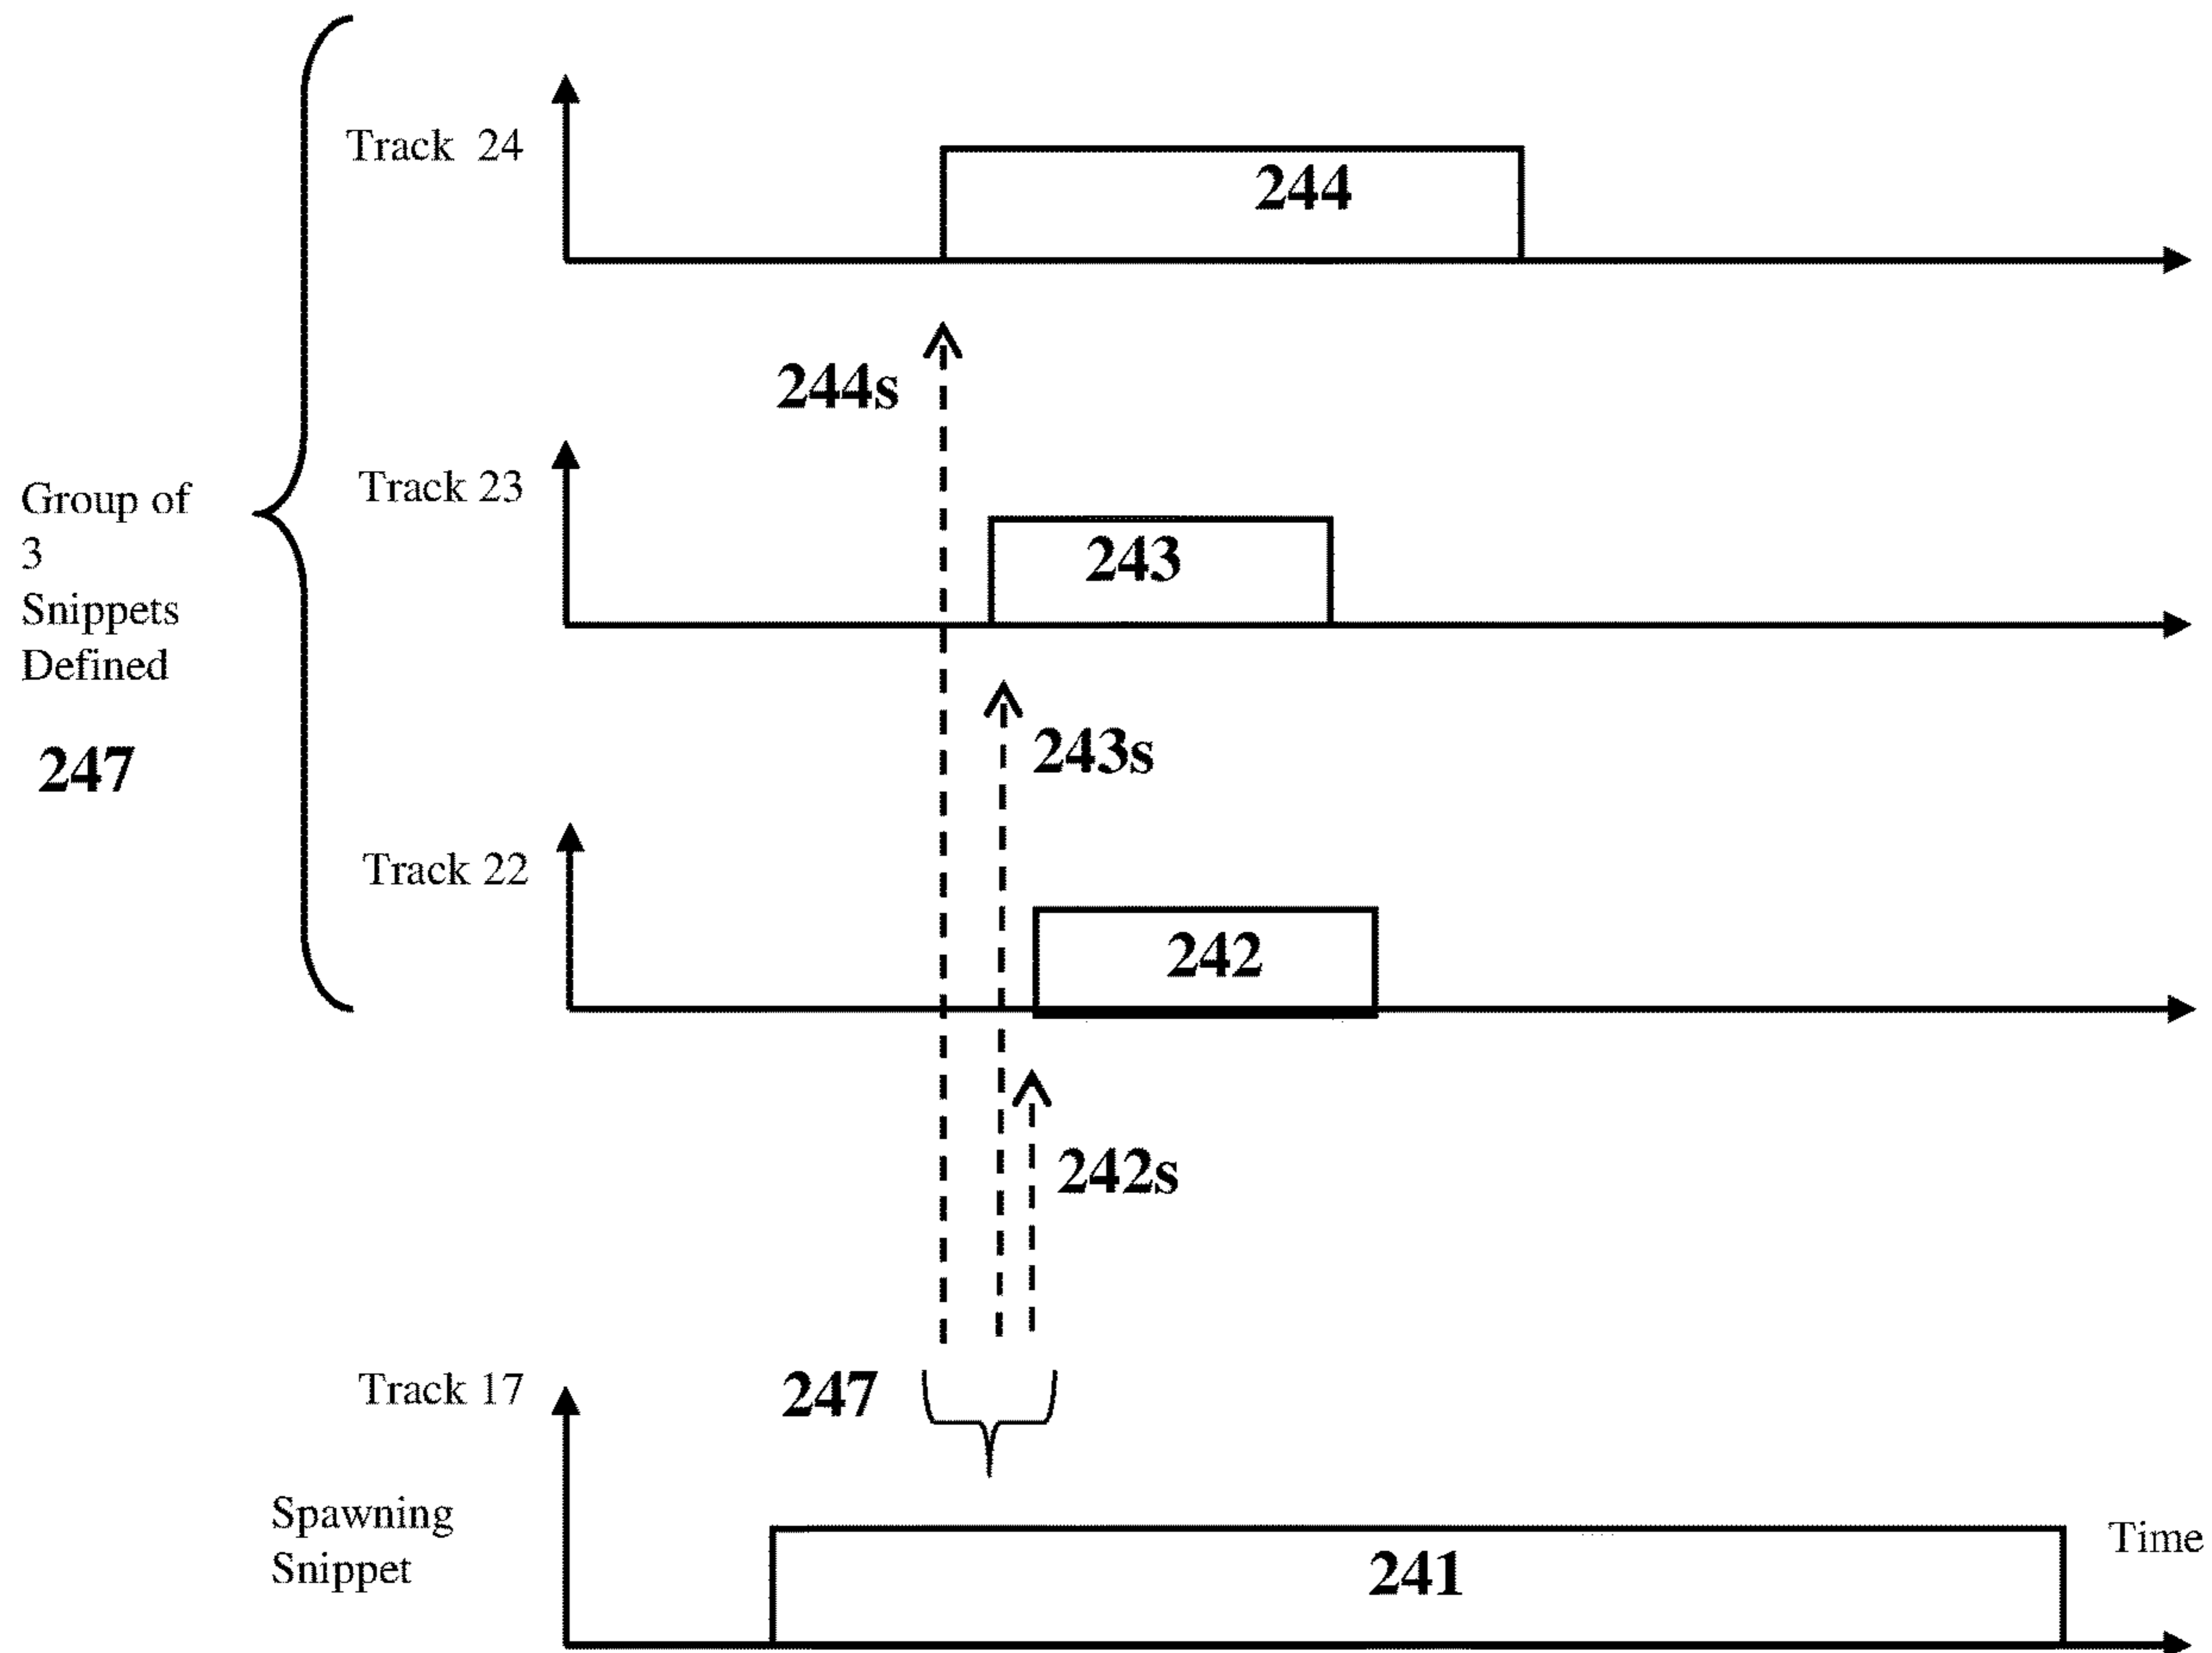 Track 24
244
244s
Track 23
243
Group of
3
Snippets
Defined
247
243s
Track 22
242
242s
Track 17
247
Spawning
Snippet
241
Time